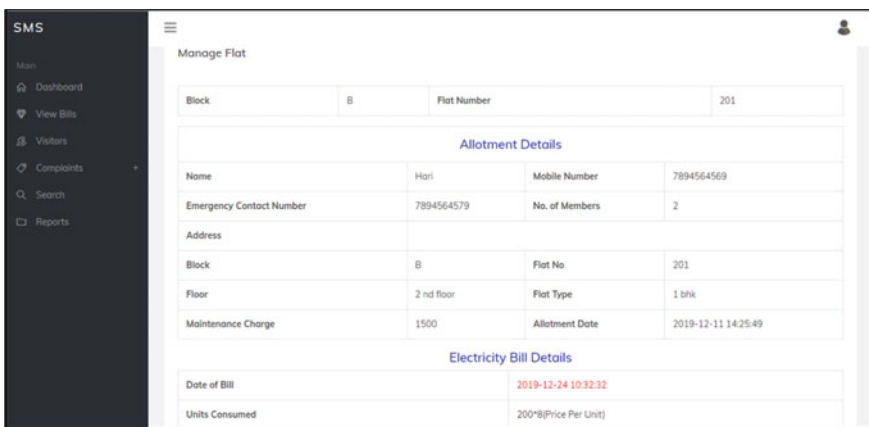 SMS
Main
Dashboard
View Bills
Visitors
Complaints +
Search
Reports
Manage Flat
Block B Flat Number 201
Allotment Details
Name Hari Mobile Number 7894564569
Emergency Contact Number 7894564579 No. of Members 2
Address
Block B Flat No 201
Floor 2 nd floor Flat Type 1 bhk
Maintenance Charge 1500 Allotment Date 2019-12-11 14:25:49
Electricity Bill Details
Date of Bill 2019-12-24 10:32:32
Units Consumed 200*8(Price Per Unit)